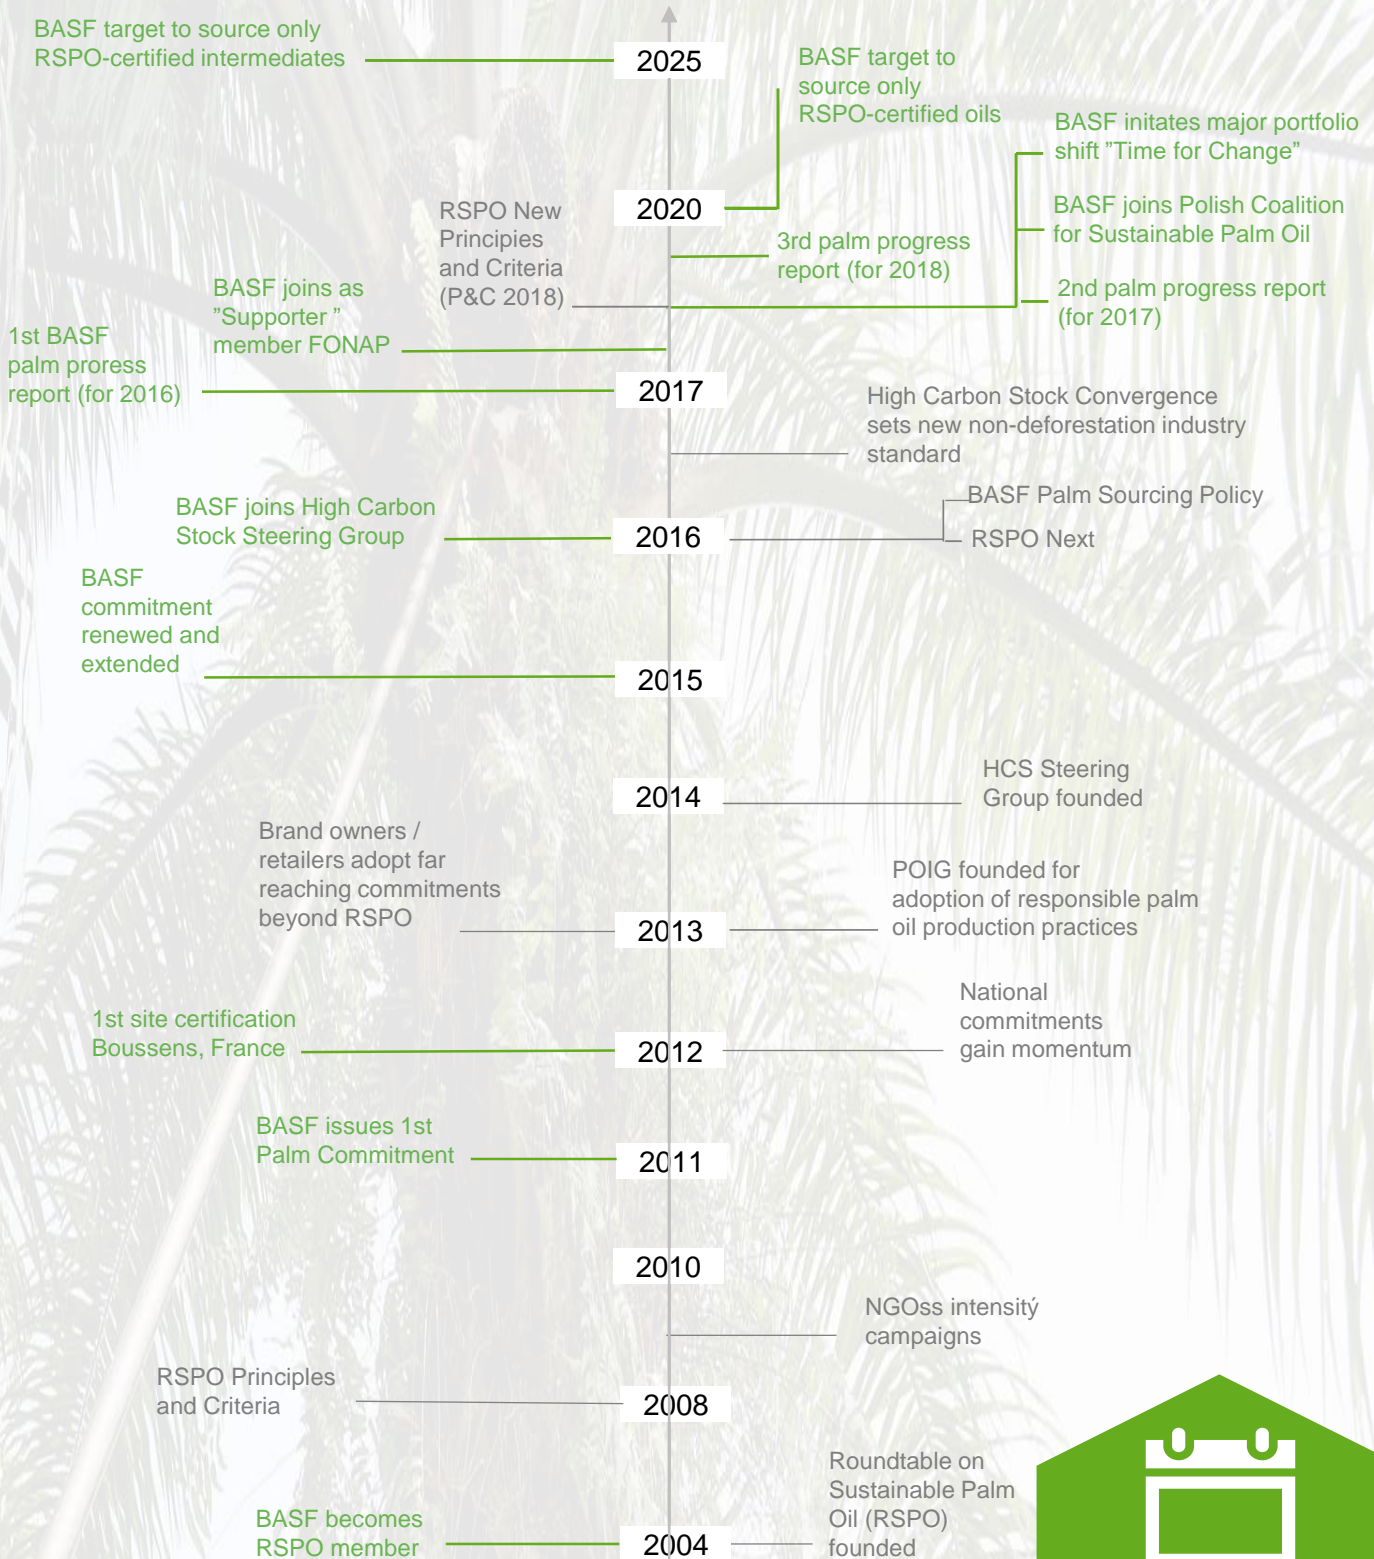 BASF target to source only
RSPO-certified intermediates
2025
BASF target to
source only
RSPO-certified oils
BASF initates major portfolio
shift ”Time for Change”
2020
BASF joins Polish Coalition
for Sustainable Palm Oil
RSPO New
Principies
and Criteria
(P&C 2018)
3rd palm progress
report (for 2018)
2nd palm progress report
(for 2017)
BASF joins as
”Supporter ”
member FONAP
1st BASF
palm proress
report (for 2016)
2017
High Carbon Stock Convergence
sets new non-deforestation industry
standard
BASF joins High Carbon
Stock Steering Group
2016
BASF Palm Sourcing Policy
RSPO Next
BASF
commitment
renewed and
extended
2015
HCS Steering
Group founded
2014
Brand owners /
retailers adopt far
reaching commitments
beyond RSPO
2013
POIG founded for
adoption of responsible palm
oil production practices
National
commitments
gain momentum
1st site certification
Boussens, France
2012
BASF issues 1st
Palm Commitment
2011
2010
NGOss intensitý
campaigns
RSPO Principles
and Criteria
2008
Roundtable on
Sustainable Palm
Oil (RSPO)
founded
BASF becomes
RSPO member
2004